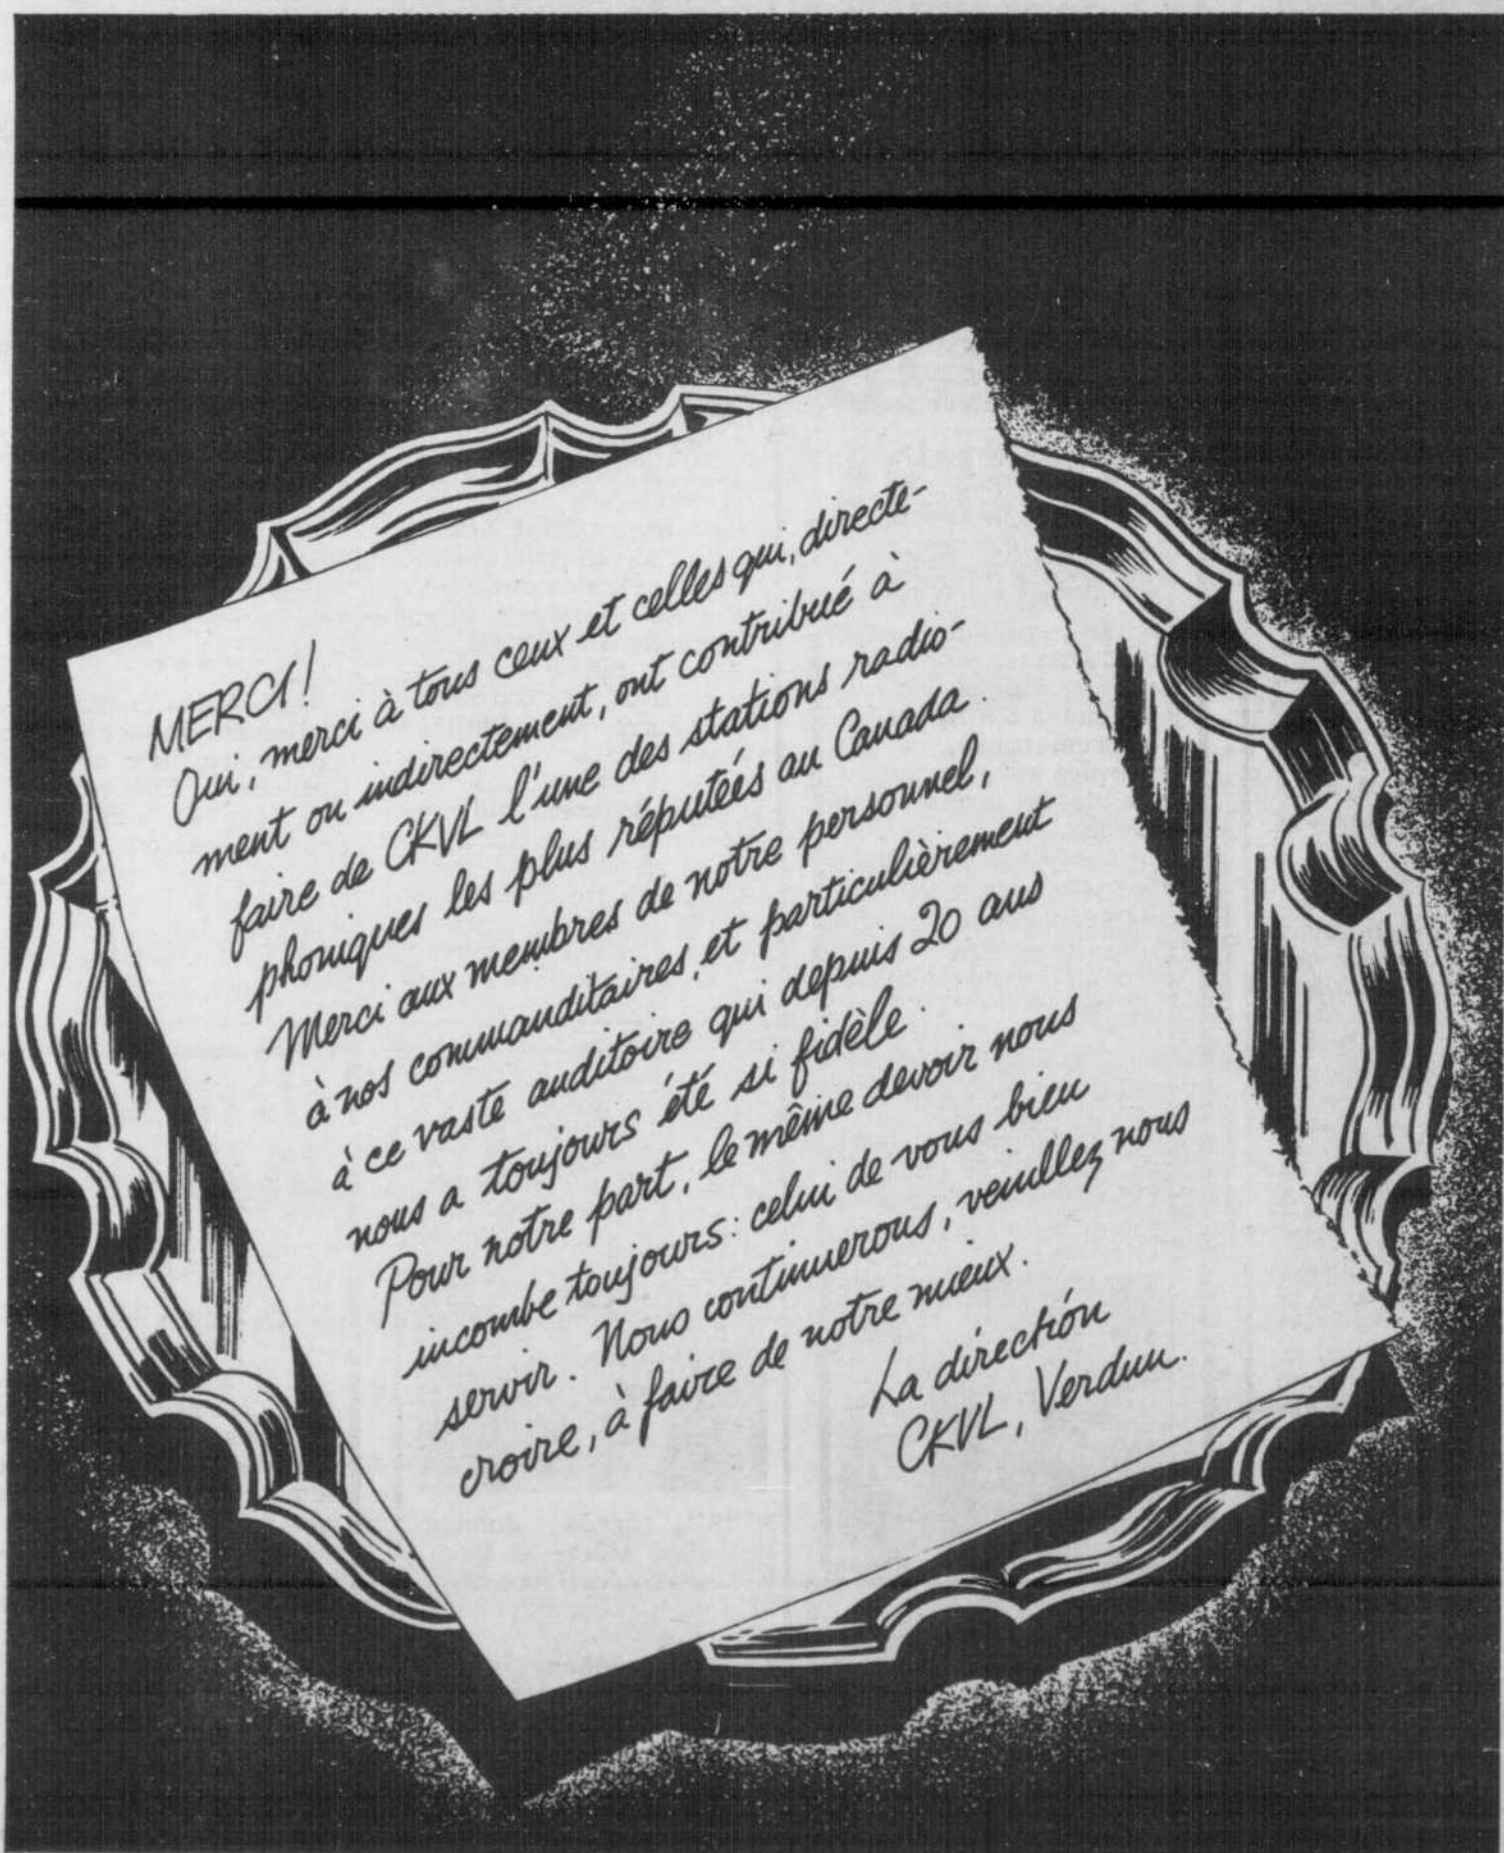 MERCI!
Oui, merci à tous ceux et celles qui, directe-
ment ou indirectement, ont contribué à
faire de CKVL l'une des stations radio-
phoniques les plus réputées au Canada.
Merci aux membres de notre personnel,
à nos commanditaires, et particulièrement
à ce vaste auditoire qui depuis 20 ans
nous a toujours été si fidèle.
Pour notre part, le même devoir nous
incombe toujours: celui de vous bien
servir. Nous continuerons, veuillez nous
croire, à faire de notre mieux.
La direction
CKVL, Verdun.